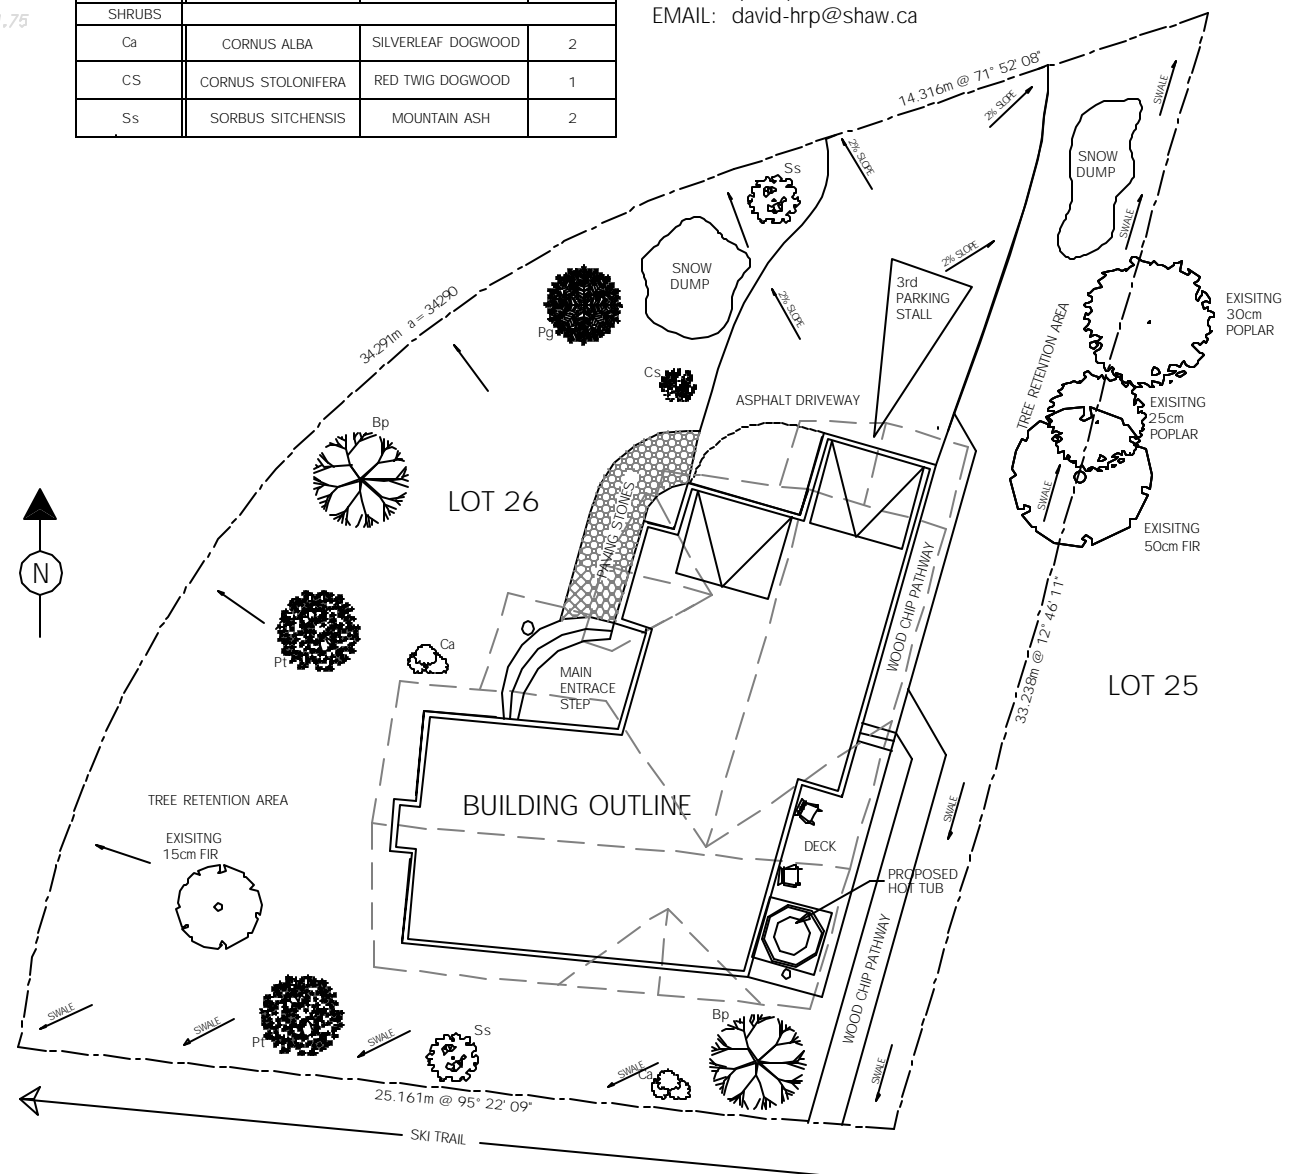 1.75
SHRUBS
Ca CORNUS ALBA SILVERLEAF DOGWOOD 2
CS CORNUS STOLONIFERA RED TWIG DOGWOOD 1
Ss SORBUS SITCHENSIS MOUNTAIN ASH 2
EMAIL: david-hrp@shaw.ca
14.316m @ 71° 52' 08"
2% SLOPE
SWALE
2% SLOPE
SNOW
DUMP
Ss
SWALE
2% SLOPE
SNOW
DUMP
3rd
PARKING
STALL
2% SLOPE
EXISITNG
30cm
POPLAR
34.291m a = 34.290
Pg
TREE RETENTION AREA
Cs
ASPHALT DRIVEWAY
EXISITNG
25cm
POPLAR
Bp
LOT 26
PAVING STONES
SWALE
EXISITNG
50cm FIR
N
WOOD CHIP PATHWAY
33.238m @ 12° 46' 11"
Pt
Ca
MAIN
ENTRACE
STEP
LOT 25
TREE RETENTION AREA
BUILDING OUTLINE
SWALE
EXISITNG
15cm FIR
DECK
PROPOSED
HOT TUB
WOOD CHIP PATHWAY
SWALE
SWALE
Pt
SWALE
Ss
SWALE
Ca
Bp
SWALE
25.161m @ 95° 22' 09"
SKI TRAIL